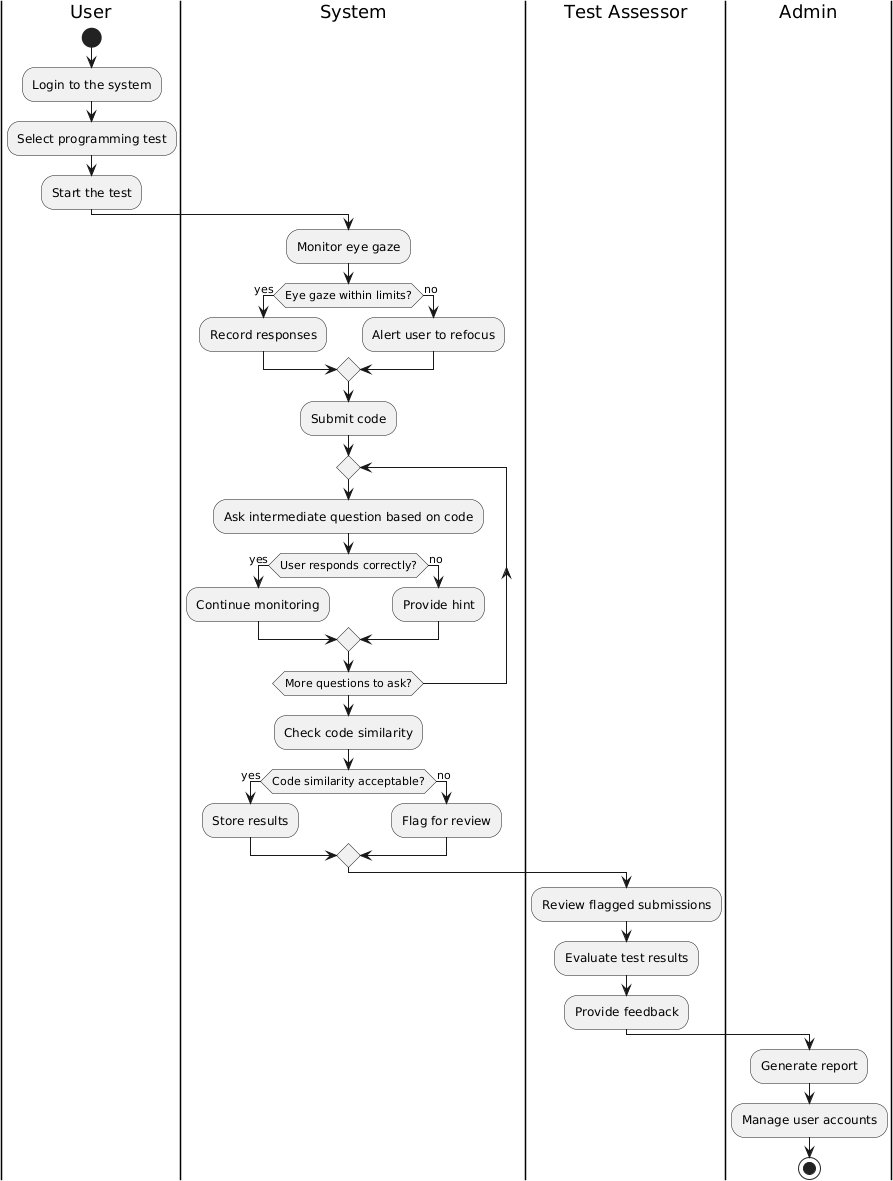 User
System
Test Assessor
Admin
Login to the system
Select programming test
Start the test
Monitor eye gaze
yes
Eye gaze within limits?
no
Record responses
Alert user to refocus
Submit code
Ask intermediate question based on code
yes
User responds correctly?
no
Continue monitoring
Provide hint
More questions to ask?
Check code similarity
yes
Code similarity acceptable?
no
Store results
Flag for review
Review flagged submissions
Evaluate test results
Provide feedback
Generate report
Manage user accounts